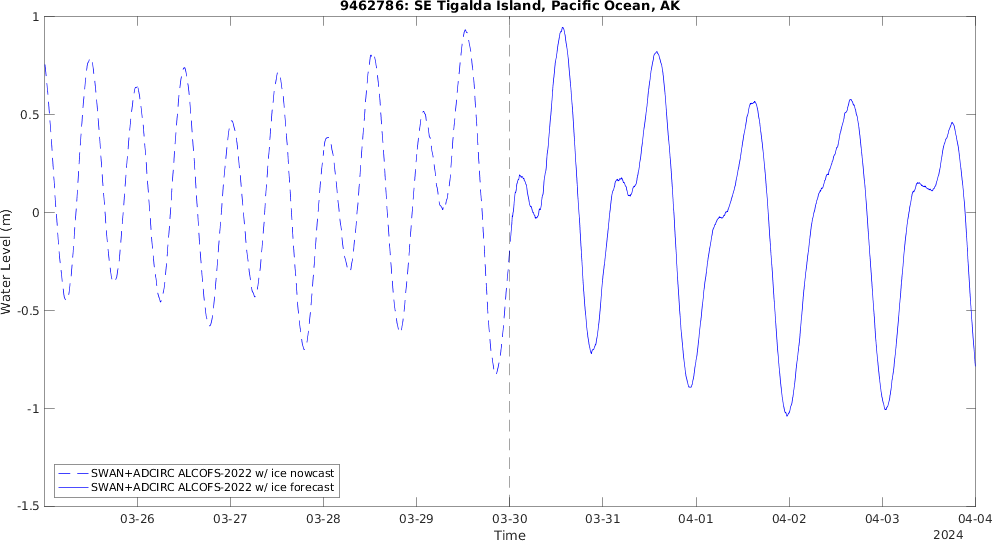 9462786: SE Tigalda Island, Pacific Ocean, AK
1
0.5
0
-0.5
-1
-1.5
Water Level (m)
SWAN+ADCIRC ALCOFS-2022 w/ ice nowcast
SWAN+ADCIRC ALCOFS-2022 w/ ice forecast
03-26 03-27 03-28 03-29 03-30 03-31 04-01 04-02 04-03 04-04
Time
2024